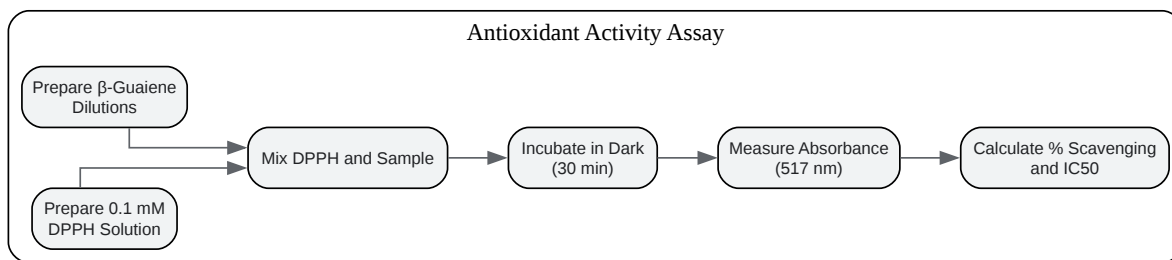 Antioxidant Activity Assay
Prepare β-Guaiene
Dilutions
Prepare 0.1 mM
DPPH Solution
Mix DPPH and Sample
Incubate in Dark
(30 min)
Measure Absorbance
(517 nm)
Calculate % Scavenging
and IC50